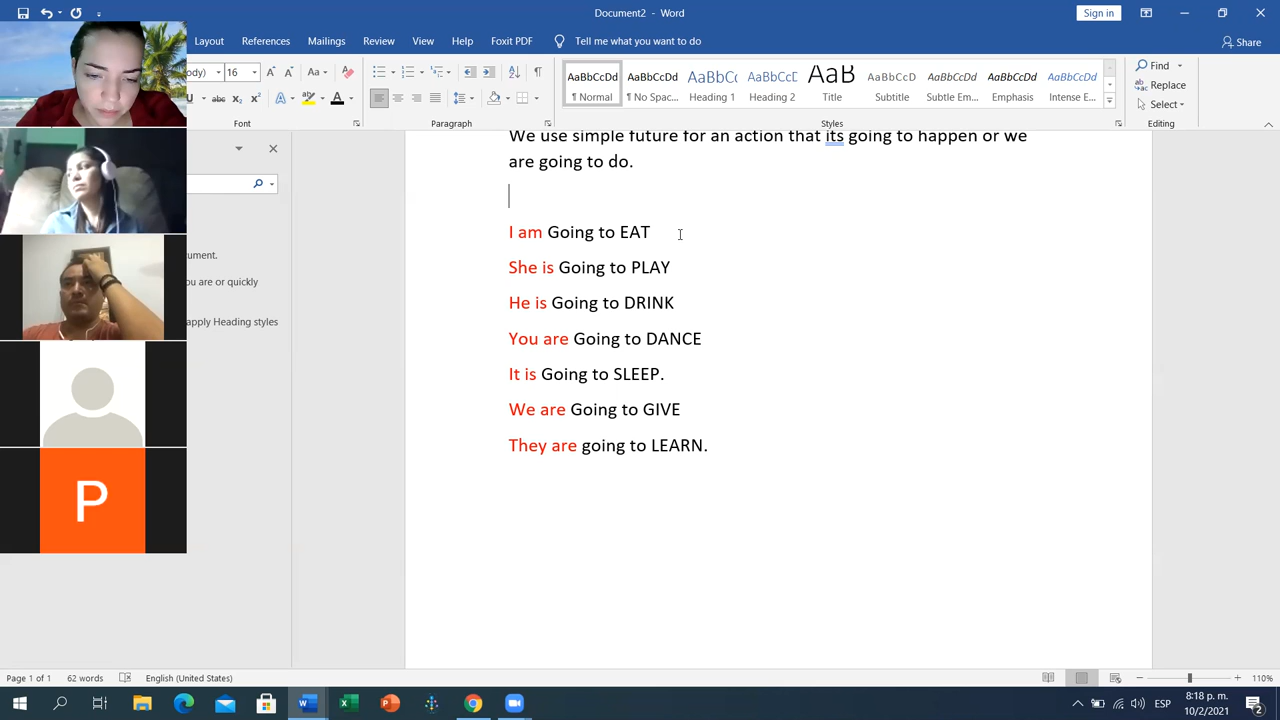 Document2 - Word
Sign in
Layout References Mailings Review View Help Foxit PDF Tell me what you want to do Share
16
Aa
AaBbCcDd AaBbCcDd AaBbCc AaBbCcD AaB AaBbCcDd AaBbCcDd AaBbCcDd AaBbCcDd
¶ Normal ¶ No Spac... Heading 1 Heading 2 Title Subtitle Subtle Em... Emphasis Intense E...
Find
Replace
Select
Font Paragraph Styles Editing
We use simple future for an action that its going to happen or we
are going to do.
I am Going to EAT
She is Going to PLAY
He is Going to DRINK
You are Going to DANCE
It is Going to SLEEP.
We are Going to GIVE
They are going to LEARN.
cument.
ou are or quickly
apply Heading styles
P
Page 1 of 1 62 words English (United States) 110%
ESP 8:18 p. m.
10/2/2021
2